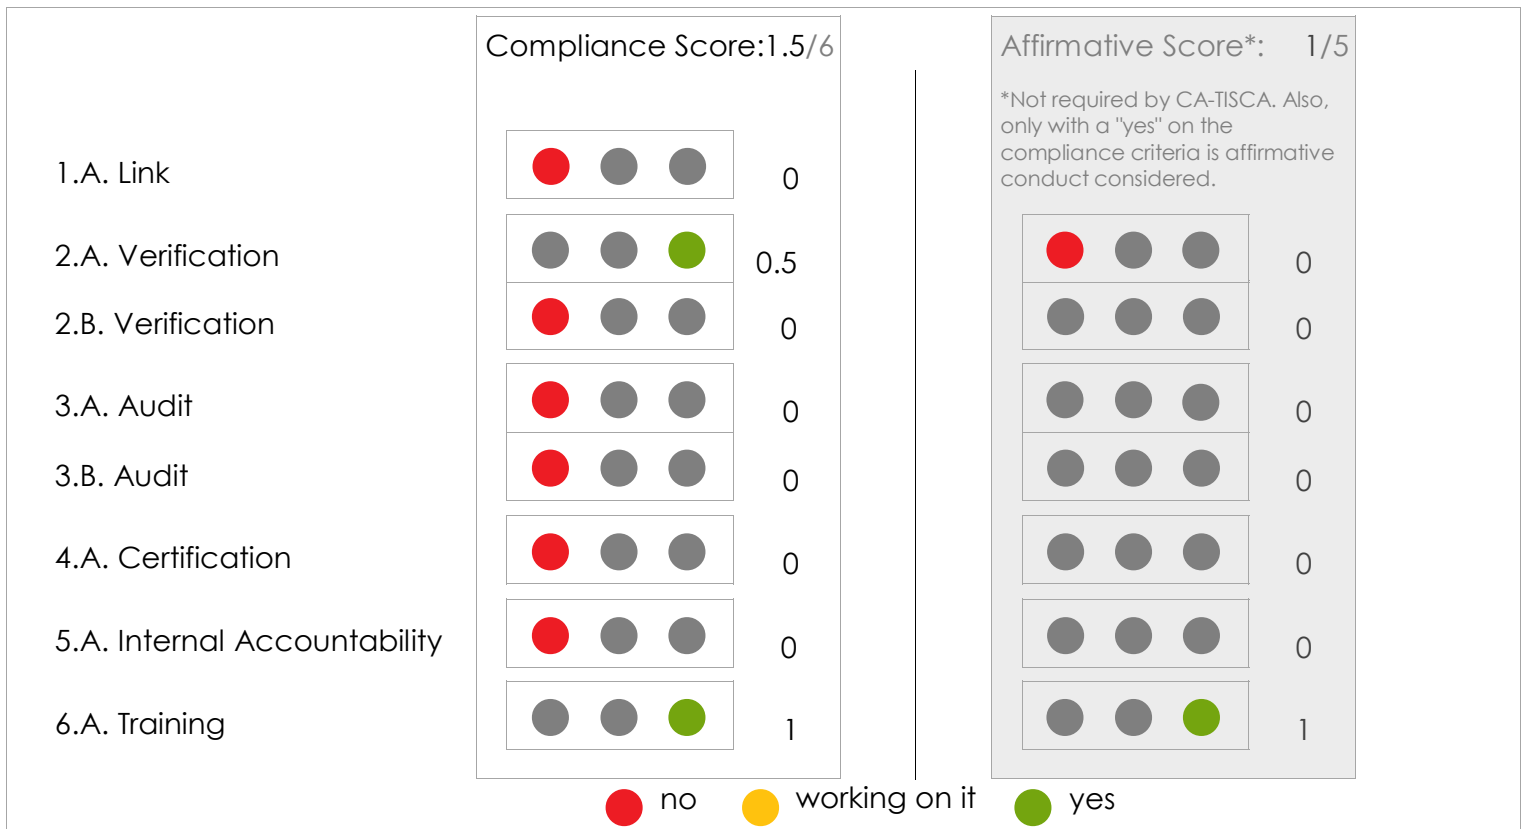 Compliance Score:1.5/6
Affirmative Score*: 1/5
*Not required by CA-TISCA. Also,
only with a "yes" on the
compliance criteria is affirmative
conduct considered.
1.A. Link 0
2.A. Verification 0.5 0
2.B. Verification 0 0
3.A. Audit 0 0
3.B. Audit 0 0
4.A. Certification 0 0
5.A. Internal Accountability 0 0
6.A. Training 1 1
no working on it yes